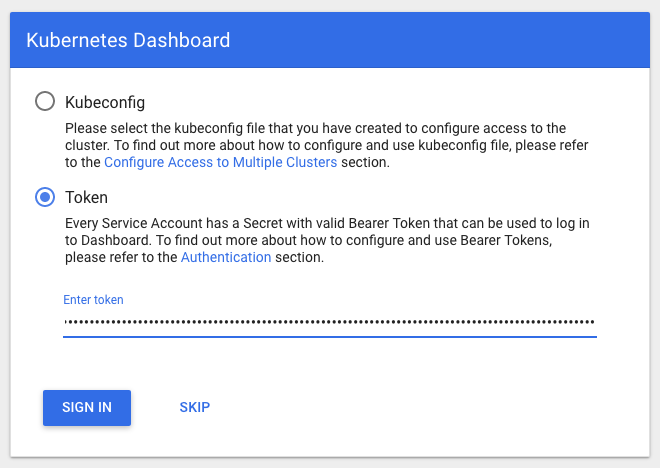 Kubernetes Dashboard
Kubeconfig
Please select the kubeconfig file that you have created to configure access to the
cluster. To find out more about how to configure and use kubeconfig file, please refer
to the Configure Access to Multiple Clusters section.
Token
Every Service Account has a Secret with valid Bearer Token that can be used to log in
to Dashboard. To find out more about how to configure and use Bearer Tokens,
please refer to the Authentication section.
Enter token
SIGN IN SKIP